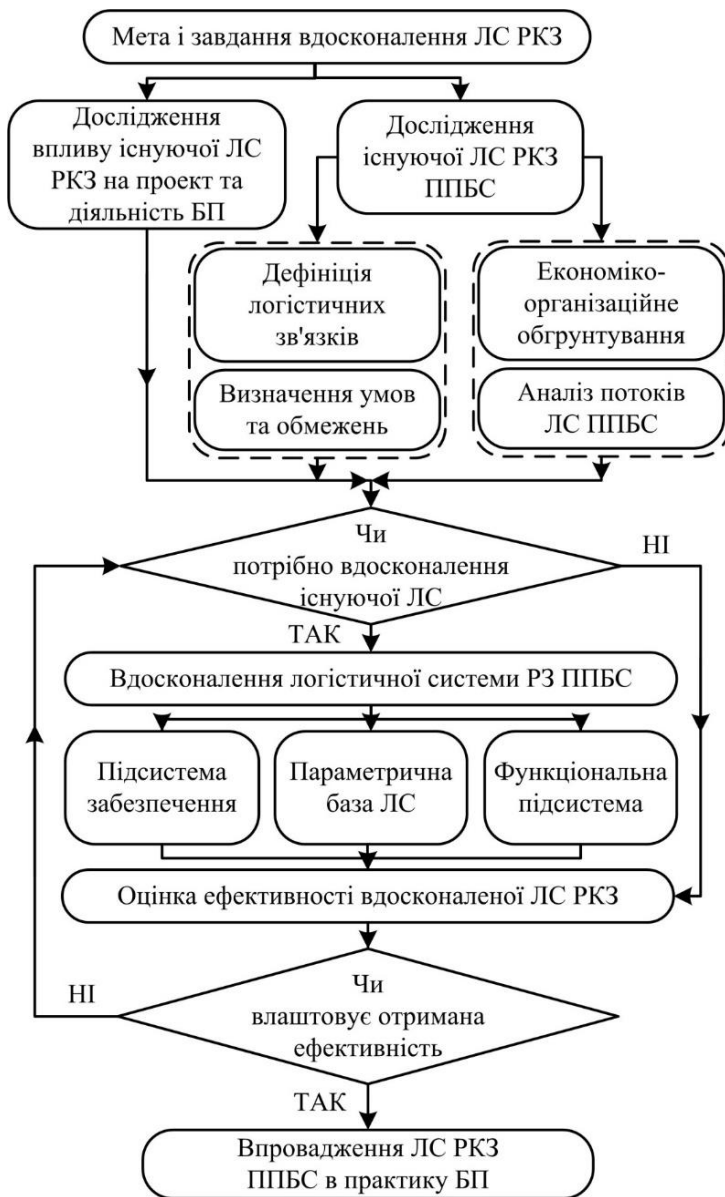 Мета і завдання вдосконалення ЛС РКЗ
Дослідження
впливу існуючої ЛС
РКЗ на проект та
діяльність БП
Дослідження
існуючої ЛС РКЗ
ППБС
Дефініція
логістичних
зв'язків
Визначення умов
та обмежень
Економіко-
організаційне
обгрунтування
Аналіз потоків
ЛС ППБС
Чи
потрібно вдосконалення
існуючої ЛС
НІ
ТАК
Вдосконалення логістичної системи РЗ ППБС
Підсистема
забезпечення
Параметрична
база ЛС
Функціональна
підсистема
Оцінка ефективності вдосконаленої ЛС РКЗ
НІ
Чи
влаштовує отримана
ефективність
ТАК
Впровадження ЛС РКЗ
ППБС в практику БП